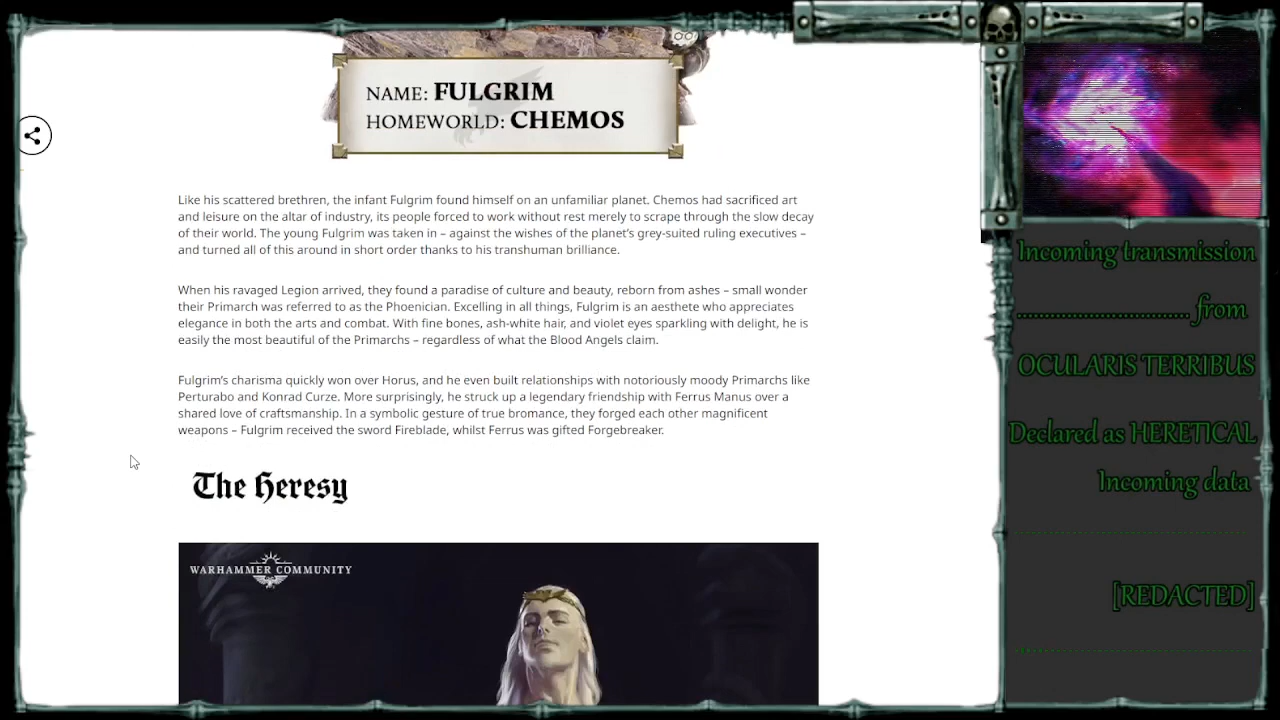 NAME: FULGRIM
HOMEWORLD: CHEMOS
Like his scattered brethren, the infant Fulgrim found himself on an unfamiliar planet. Chemos had sacrificed art
and leisure on the altar of industry, its people forced to work without rest merely to scrape through the slow decay
of their world. The young Fulgrim was taken in – against the wishes of the planet's grey-suited ruling executives –
and turned all of this around in short order thanks to his transhuman brilliance.
When his ravaged Legion arrived, they found a paradise of culture and beauty, reborn from ashes – small wonder
their Primarch was referred to as the Phoenician. Excelling in all things, Fulgrim is an aesthete who appreciates
elegance in both the arts and combat. With fine bones, ash-white hair, and violet eyes sparkling with delight, he is
easily the most beautiful of the Primarchs – regardless of what the Blood Angels claim.
Fulgrim's charisma quickly won over Horus, and he even built relationships with notoriously moody Primarchs like
Perturabo and Konrad Curze. More surprisingly, he struck up a legendary friendship with Ferrus Manus over a
shared love of craftsmanship. In a symbolic gesture of true bromance, they forged each other magnificent
weapons – Fulgrim received the sword Fireblade, whilst Ferrus was gifted Forgebreaker.
The Heresy
WARHAMMER COMMUNITY
Incoming transmission
................................ from
OCULARIS TERRIBUS
Declared as HERETICAL
Incoming data
[REDACTED]